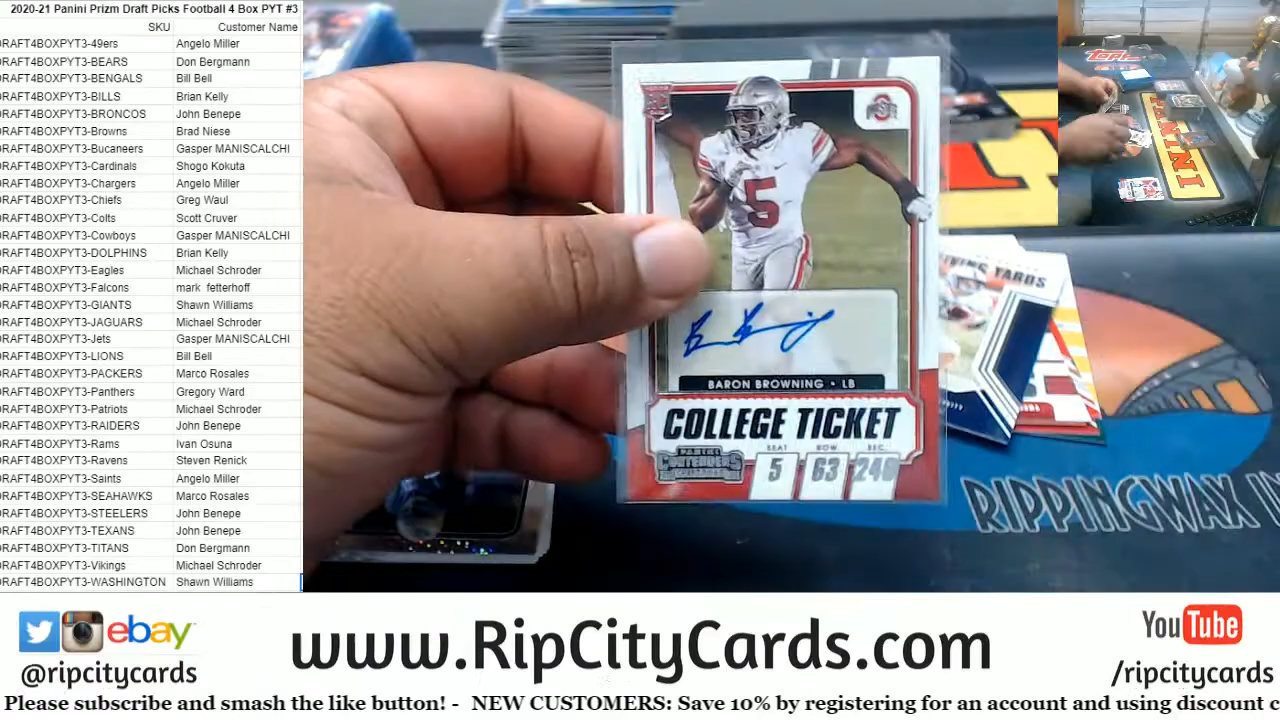 2020-21 Panini Prizm Draft Picks Football 4 Box PYT #3
SKU Customer Name
DRAFT4BOXPYT3-49ers Angelo Miller
DRAFT4BOXPYT3-BEARS Don Bergmann
DRAFT4BOXPYT3-BENGALS Bill Bell
DRAFT4BOXPYT3-BILLS Brian Kelly
DRAFT4BOXPYT3-BRONCOS John Benepe
DRAFT4BOXPYT3-Browns Brad Niese
DRAFT4BOXPYT3-Bucaneers Gasper MANISCALCHI
DRAFT4BOXPYT3-Cardinals Shogo Kokuta
DRAFT4BOXPYT3-Chargers Angelo Miller
DRAFT4BOXPYT3-Chiefs Greg Waul
DRAFT4BOXPYT3-Colts Scott Cruver
DRAFT4BOXPYT3-Cowboys Gasper MANISCALCHI
DRAFT4BOXPYT3-DOLPHINS Brian Kelly
DRAFT4BOXPYT3-Eagles Michael Schroder
DRAFT4BOXPYT3-Falcons mark fetterhoff
DRAFT4BOXPYT3-GIANTS Shawn Williams
DRAFT4BOXPYT3-JAGUARS Michael Schroder
DRAFT4BOXPYT3-Jets Gasper MANISCALCHI
DRAFT4BOXPYT3-LIONS Bill Bell
DRAFT4BOXPYT3-PACKERS Marco Rosales
DRAFT4BOXPYT3-Panthers Gregory Ward
DRAFT4BOXPYT3-Patriots Michael Schroder
DRAFT4BOXPYT3-RAIDERS John Benepe
DRAFT4BOXPYT3-Rams Ivan Osuna
DRAFT4BOXPYT3-Ravens Steven Renick
DRAFT4BOXPYT3-Saints Angelo Miller
DRAFT4BOXPYT3-SEAHAWKS Marco Rosales
DRAFT4BOXPYT3-STEELERS John Benepe
DRAFT4BOXPYT3-TEXANS John Benepe
DRAFT4BOXPYT3-TITANS Don Bergmann
DRAFT4BOXPYT3-Vikings Michael Schroder
DRAFT4BOXPYT3-WASHINGTON Shawn Williams
5
BARON BROWNING • LB
COLLEGE TICKET
PANINI
CONTENDERS
SEAT ROW SEC.
5 63 240
YARDS
RIPPINGWAX
Topps
PANINI
ebay
@ripcitycards
www.RipCityCards.com
YouTube
/ripcitycards
Please subscribe and smash the like button! - NEW CUSTOMERS: Save 10% by registering for an account and using discount